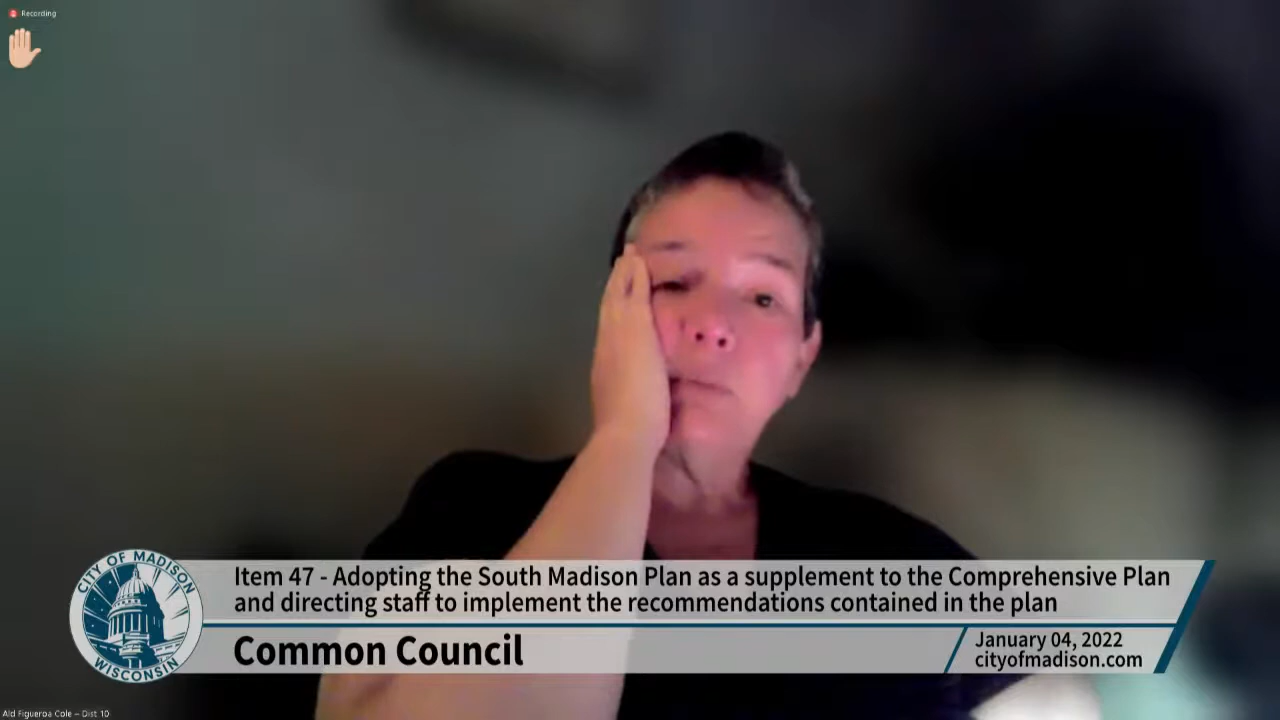 Recording
CITY OF MADISON
WISCONSIN
Item 47 - Adopting the South Madison Plan as a supplement to the Comprehensive Plan
and directing staff to implement the recommendations contained in the plan
Common Council
January 04, 2022
cityofmadison.com
Ald Figueroa Cole – Dist 10